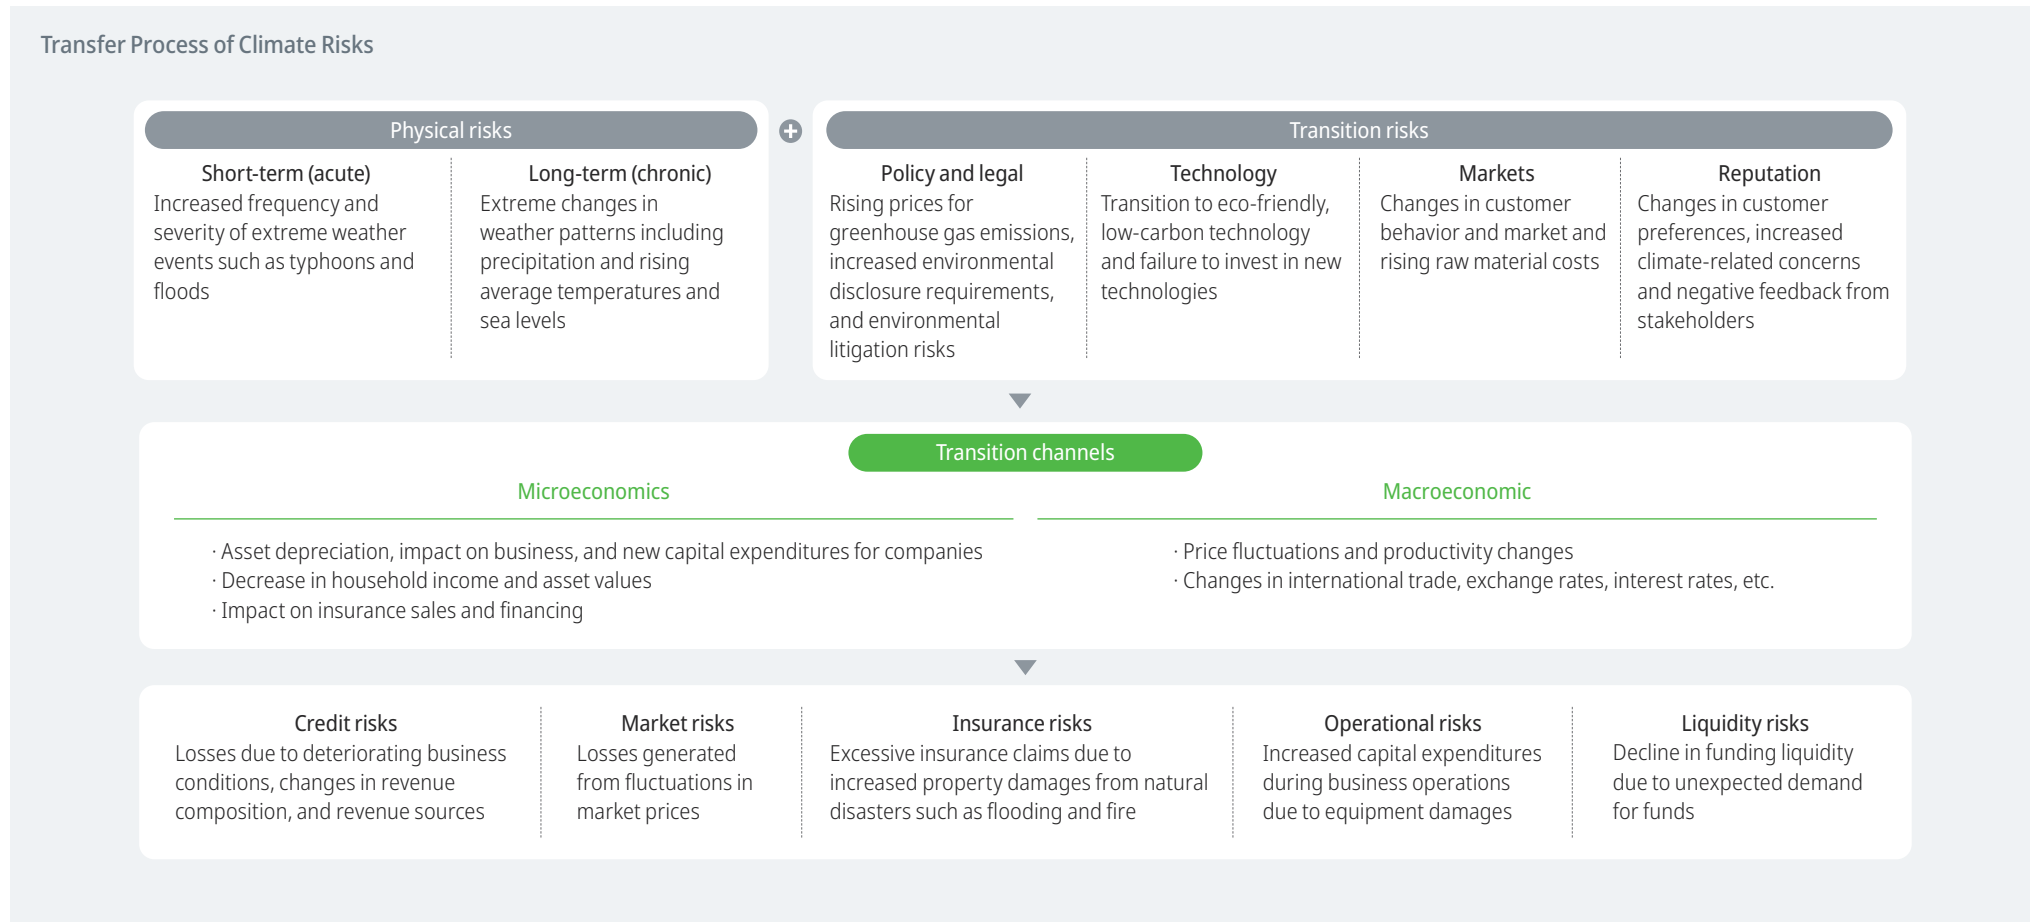 Transfer Process of Climate Risks
Physical risks
Short-term (acute)
Increased frequency and
severity of extreme weather
events such as typhoons and
floods
Long-term (chronic)
Extreme changes in
weather patterns including
precipitation and rising
average temperatures and
sea levels
Transition risks
Policy and legal
Rising prices for
greenhouse gas emissions,
increased environmental
disclosure requirements,
and environmental
litigation risks
Technology
Transition to eco-friendly,
low-carbon technology
and failure to invest in new
technologies
Markets
Changes in customer
behavior and market and
rising raw material costs
Reputation
Changes in customer
preferences, increased
climate-related concerns
and negative feedback from
stakeholders
Transition channels
Microeconomics
· Asset depreciation, impact on business, and new capital expenditures for companies
· Decrease in household income and asset values
· Impact on insurance sales and financing
Macroeconomic
· Price fluctuations and productivity changes
· Changes in international trade, exchange rates, interest rates, etc.
Credit risks
Losses due to deteriorating business
conditions, changes in revenue
composition, and revenue sources
Market risks
Losses generated
from fluctuations in
market prices
Insurance risks
Excessive insurance claims due to
increased property damages from natural
disasters such as flooding and fire
Operational risks
Increased capital expenditures
during business operations
due to equipment damages
Liquidity risks
Decline in funding liquidity
due to unexpected demand
for funds